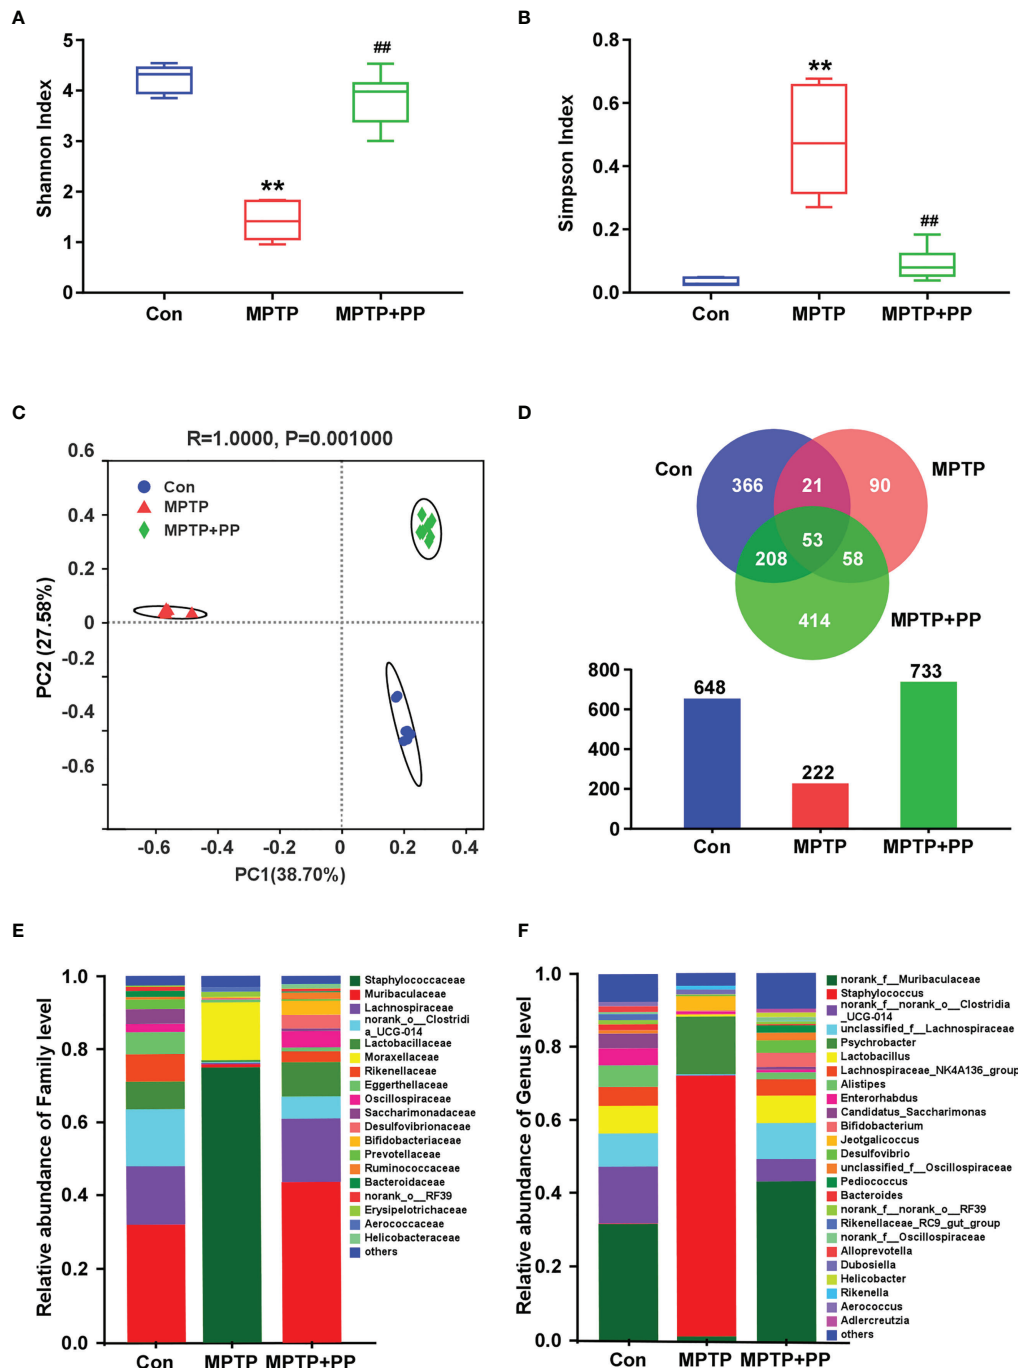 A
Shannon Index
5
4
3
2
1
0
**
##
Con
MPTP
MPTP+PP
B
Simpson Index
0.8
0.6
0.4
0.2
0.0
**
##
Con
MPTP
MPTP+PP
C
R=1.0000, P=0.001000
PC2 (27.58%)
0.6
0.4
0.2
0
-0.2
-0.4
-0.6
Con
MPTP
MPTP+PP
-0.6
-0.4
-0.2
0
0.2
0.4
PC1(38.70%)
D
Con
MPTP
366
21
90
53
208
58
414
MPTP+PP
800
600
400
200
0
648
222
733
Con
MPTP
MPTP+PP
E
Relative abundance of Family level
1.0
0.8
0.6
0.4
0.2
0.0
Con
MPTP
MPTP+PP
Staphylococcaceae
Muribaculaceae
Lachnospiraceae
norank_o__Clostridi
a_UCG-014
Lactobacillaceae
Moraxellaceae
Rikenellaceae
Eggerthellaceae
Oscillospiraceae
Saccharimonadaceae
Desulfovibrionaceae
Bifidobacteriaceae
Prevotellaceae
Ruminococcaceae
Bacteroidaceae
norank_o__RF39
Erysipelotrichaceae
Aerococcaceae
Helicobacteraceae
others
F
Relative abundance of Genus level
1.0
0.8
0.6
0.4
0.2
0.0
Con
MPTP
MPTP+PP
norank_f__Muribaculaceae
Staphylococcus
norank_f__norank_o__Clostridia
_UCG-014
unclassified_f__Lachnospiraceae
Psychrobacter
Lactobacillus
Lachnospiraceae_NK4A136_group
Alistipes
Enterorhabdus
Candidatus_Saccharimonas
Bifidobacterium
Jeotgalicoccus
Desulfovibrio
unclassified_f__Oscillospiraceae
Pediococcus
Bacteroides
norank_f__norank_o__RF39
Rikenellaceae_RC9_gut_group
norank_f__Oscillospiraceae
Alloprevotella
Dubosiella
Helicobacter
Rikenella
Aerococcus
Adlercreutzia
others